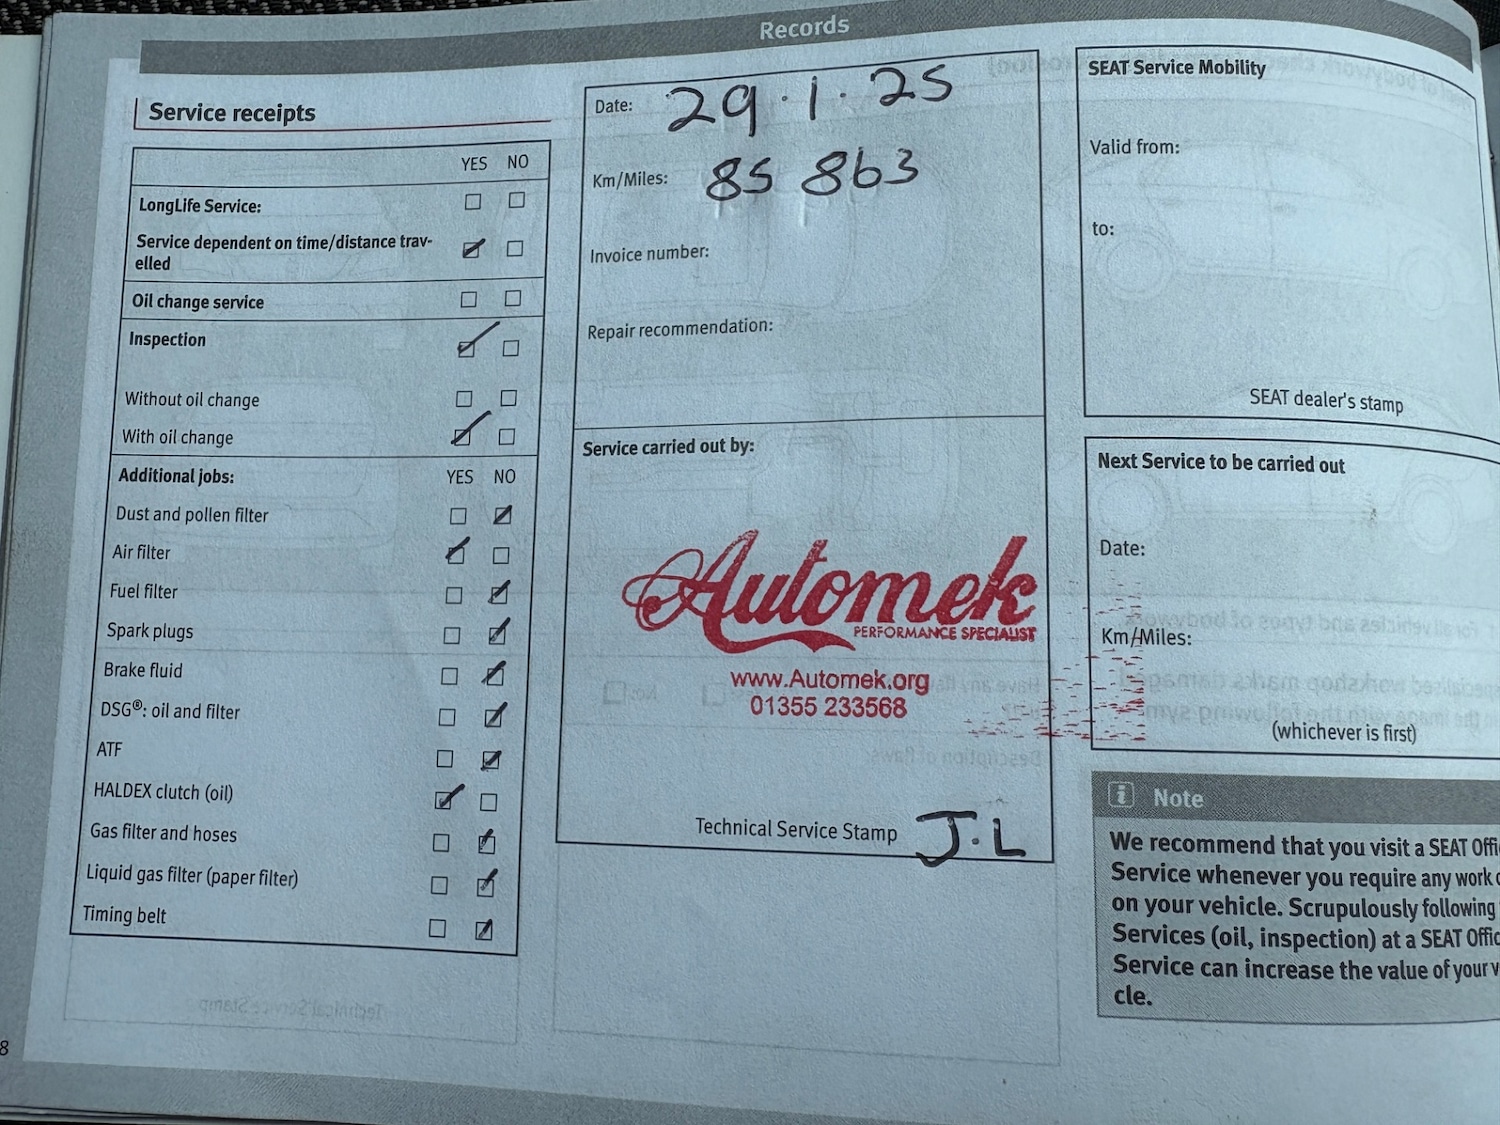 Records
Service receipts
YES NO
LongLife Service:
Service dependent on time/distance trav-
elled
Oil change service
Inspection
Without oil change
With oil change
Additional jobs: YES NO
Dust and pollen filter
Air filter
Fuel filter
Spark plugs
Brake fluid
DSG®: oil and filter
ATF
HALDEX clutch (oil)
Gas filter and hoses
Liquid gas filter (paper filter)
Timing belt
8
Date: 29.1.25
Km/Miles: 85 863
Invoice number:
Repair recommendation:
Service carried out by:
Automek
PERFORMANCE SPECIALIST
www.Automek.org
01355 233568
Technical Service Stamp J.L
SEAT Service Mobility
Valid from:
to:
SEAT dealer's stamp
Next Service to be carried out
Date:
Km/Miles:
(whichever is first)
i Note
We recommend that you visit a SEAT Offi
Service whenever you require any work o
on your vehicle. Scrupulously following
Services (oil, inspection) at a SEAT Offic
Service can increase the value of your v
cle.